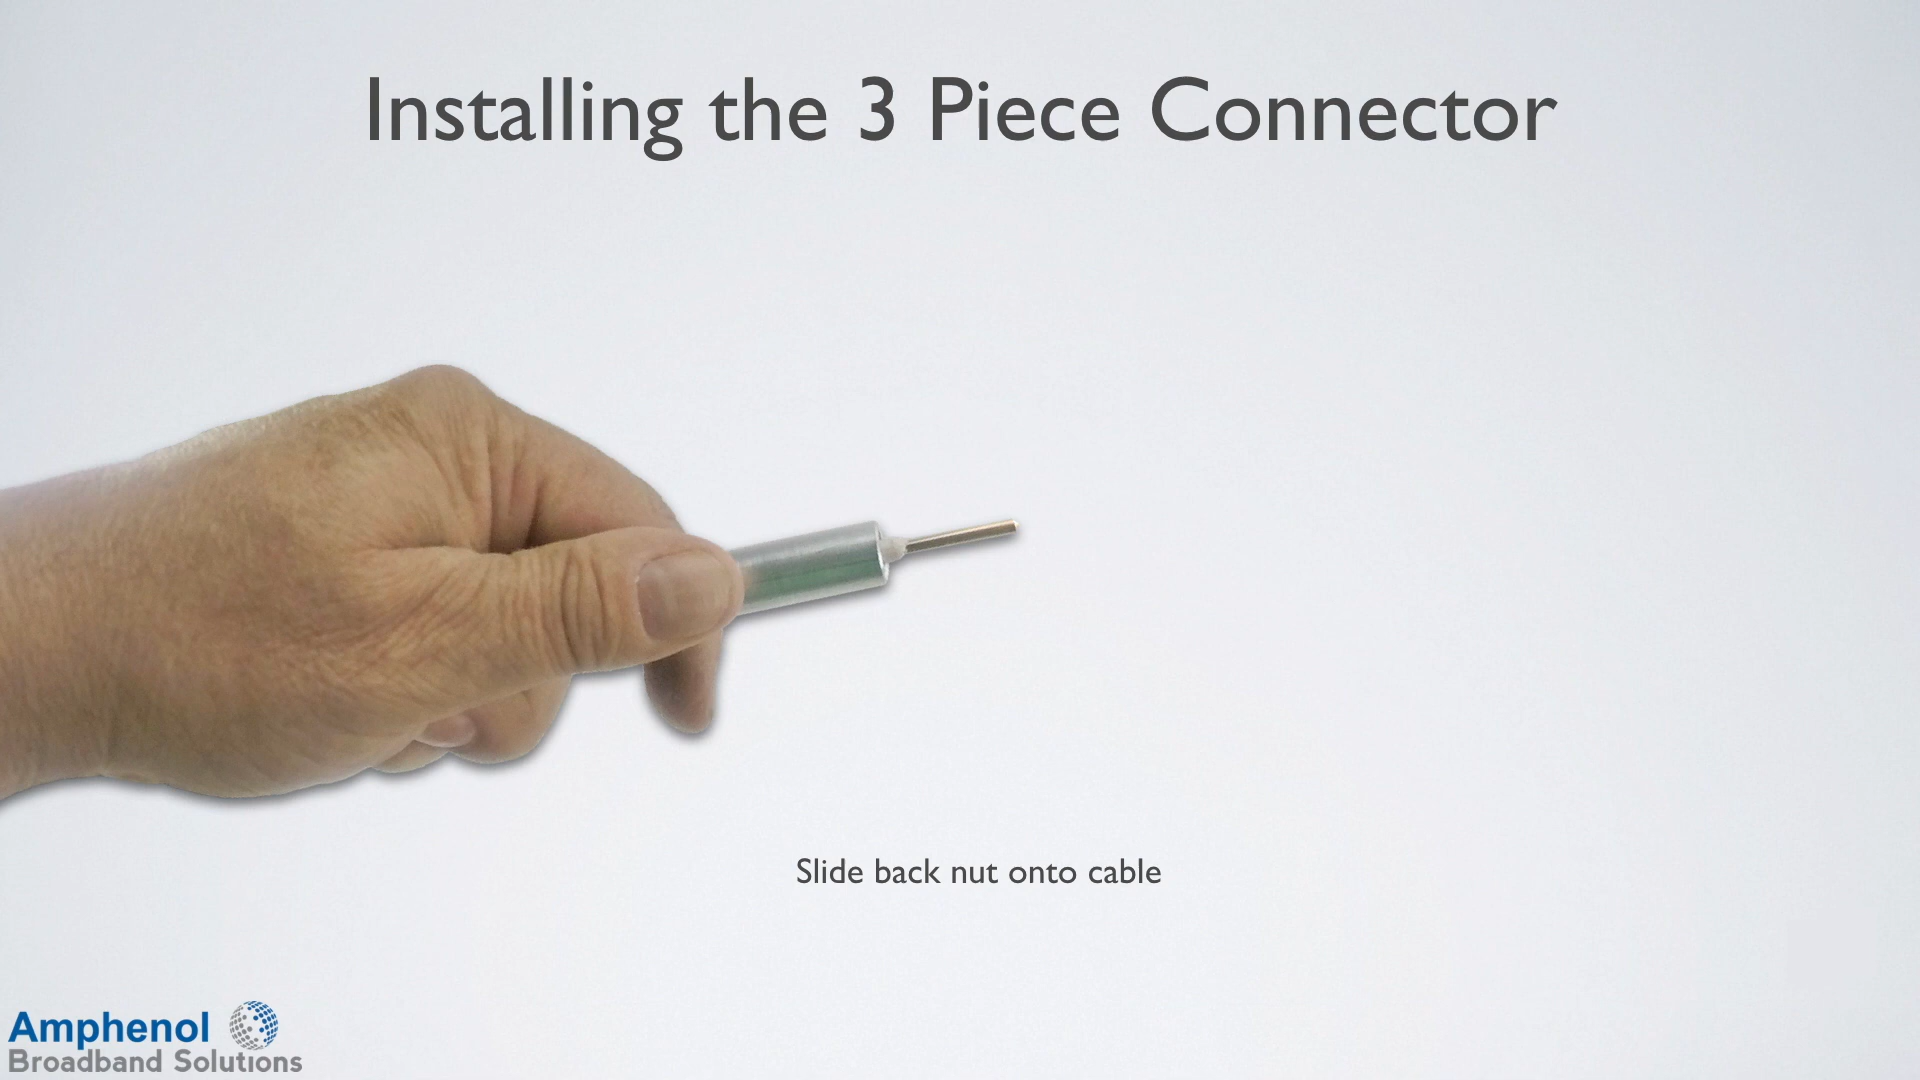 Installing the 3 Piece Connector
Slide back nut onto cable
Amphenol
Broadband Solutions